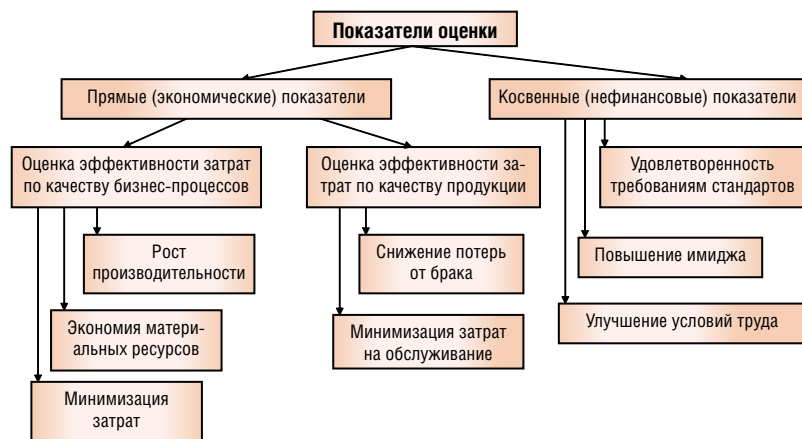 Показатели оценки
Прямые (экономические) показатели
Косвенные (нефинансовые) показатели
Оценка эффективности затрат
по качеству бизнес-процессов
Оценка эффективности за-
трат по качеству продукции
Удовлетворенность
требованиям стандартов
Рост
производительности
Снижение потерь
от брака
Повышение имиджа
Экономия матери-
альных ресурсов
Минимизация затрат
на обслуживание
Улучшение условий труда
Минимизация
затрат